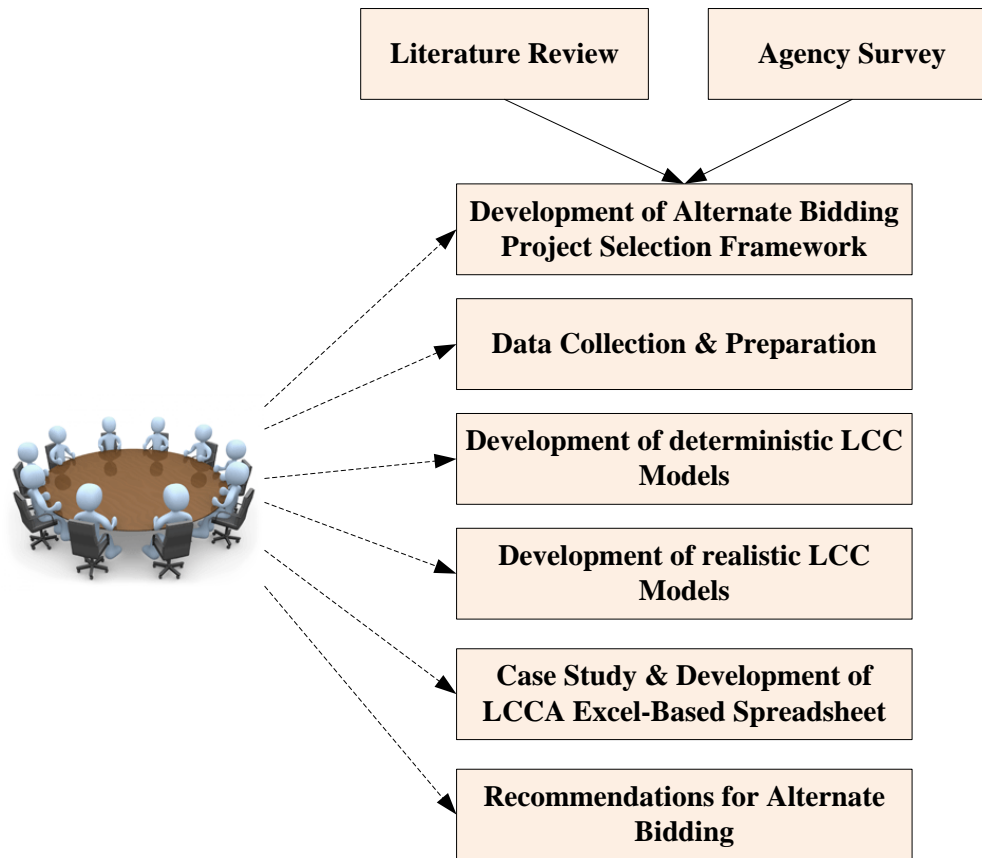 Literature Review
Agency Survey
Development of Alternate Bidding
Project Selection Framework
Data Collection & Preparation
Development of deterministic LCC
Models
Development of realistic LCC
Models
Case Study & Development of
LCCA Excel-Based Spreadsheet
Recommendations for Alternate
Bidding